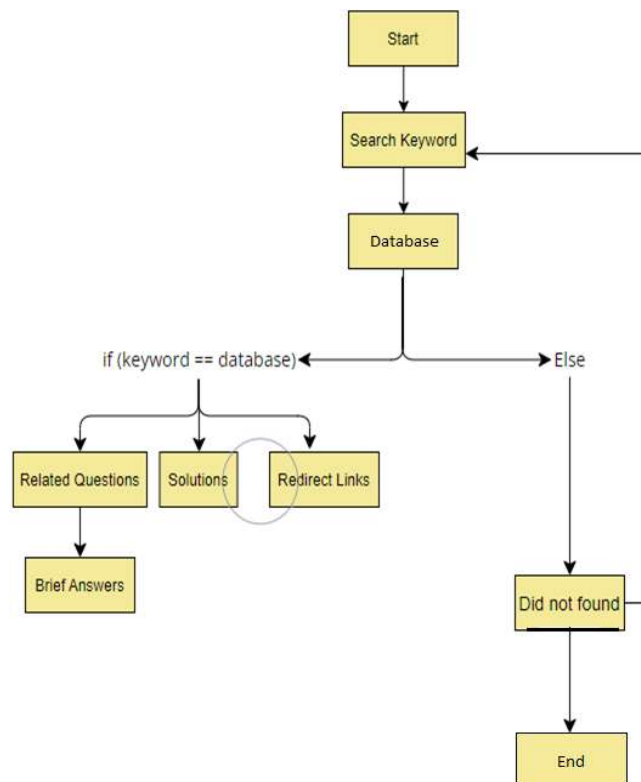 Start
Search Keyword
Database
if (keyword == database)
Else
Related Questions
Solutions
Redirect Links
Brief Answers
Did not found
End